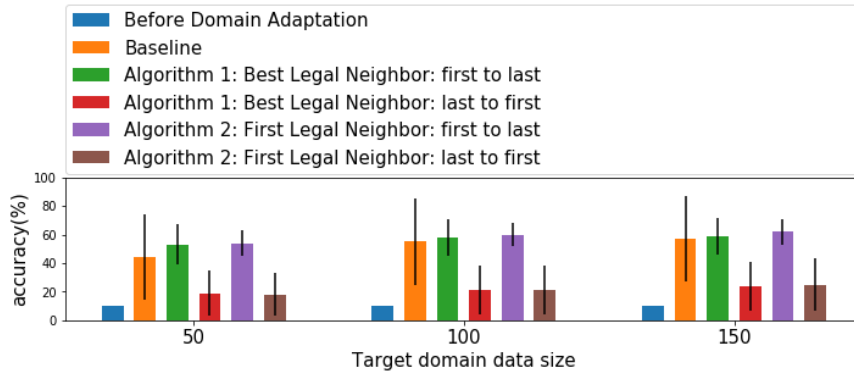 Before Domain Adaptation
Baseline
Algorithm 1: Best Legal Neighbor: first to last
Algorithm 1: Best Legal Neighbor: last to first
Algorithm 2: First Legal Neighbor: first to last
Algorithm 2: First Legal Neighbor: last to first
100
80
60
40
20
0
accuracy(%)
50 100 150
Target domain data size